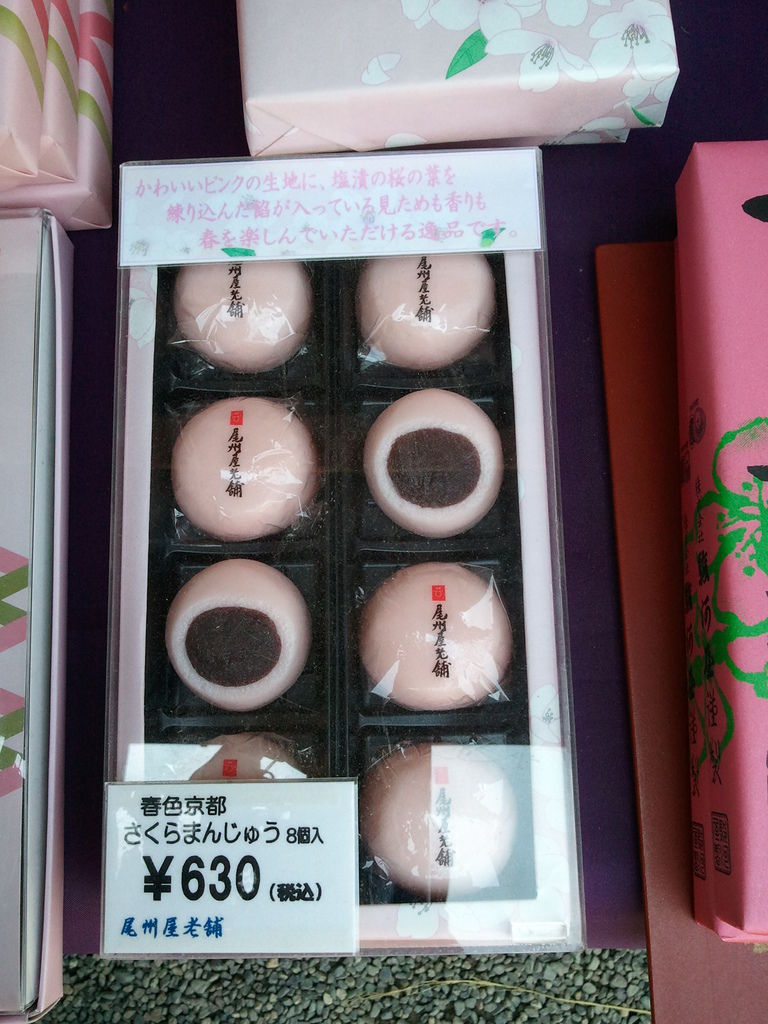 かわいいピンクの生地に、塩漬の桜の葉を
練り込んだ餡が入っている見ためも香りも
春を楽しんでいただける逸品です。
州屋老舗
尾州屋老舗
尾州屋老舗
尾州屋老舗
尾州屋老舗
春色京都
さくらまんじゅう 8個入
¥630(税込)
尾州屋老舗